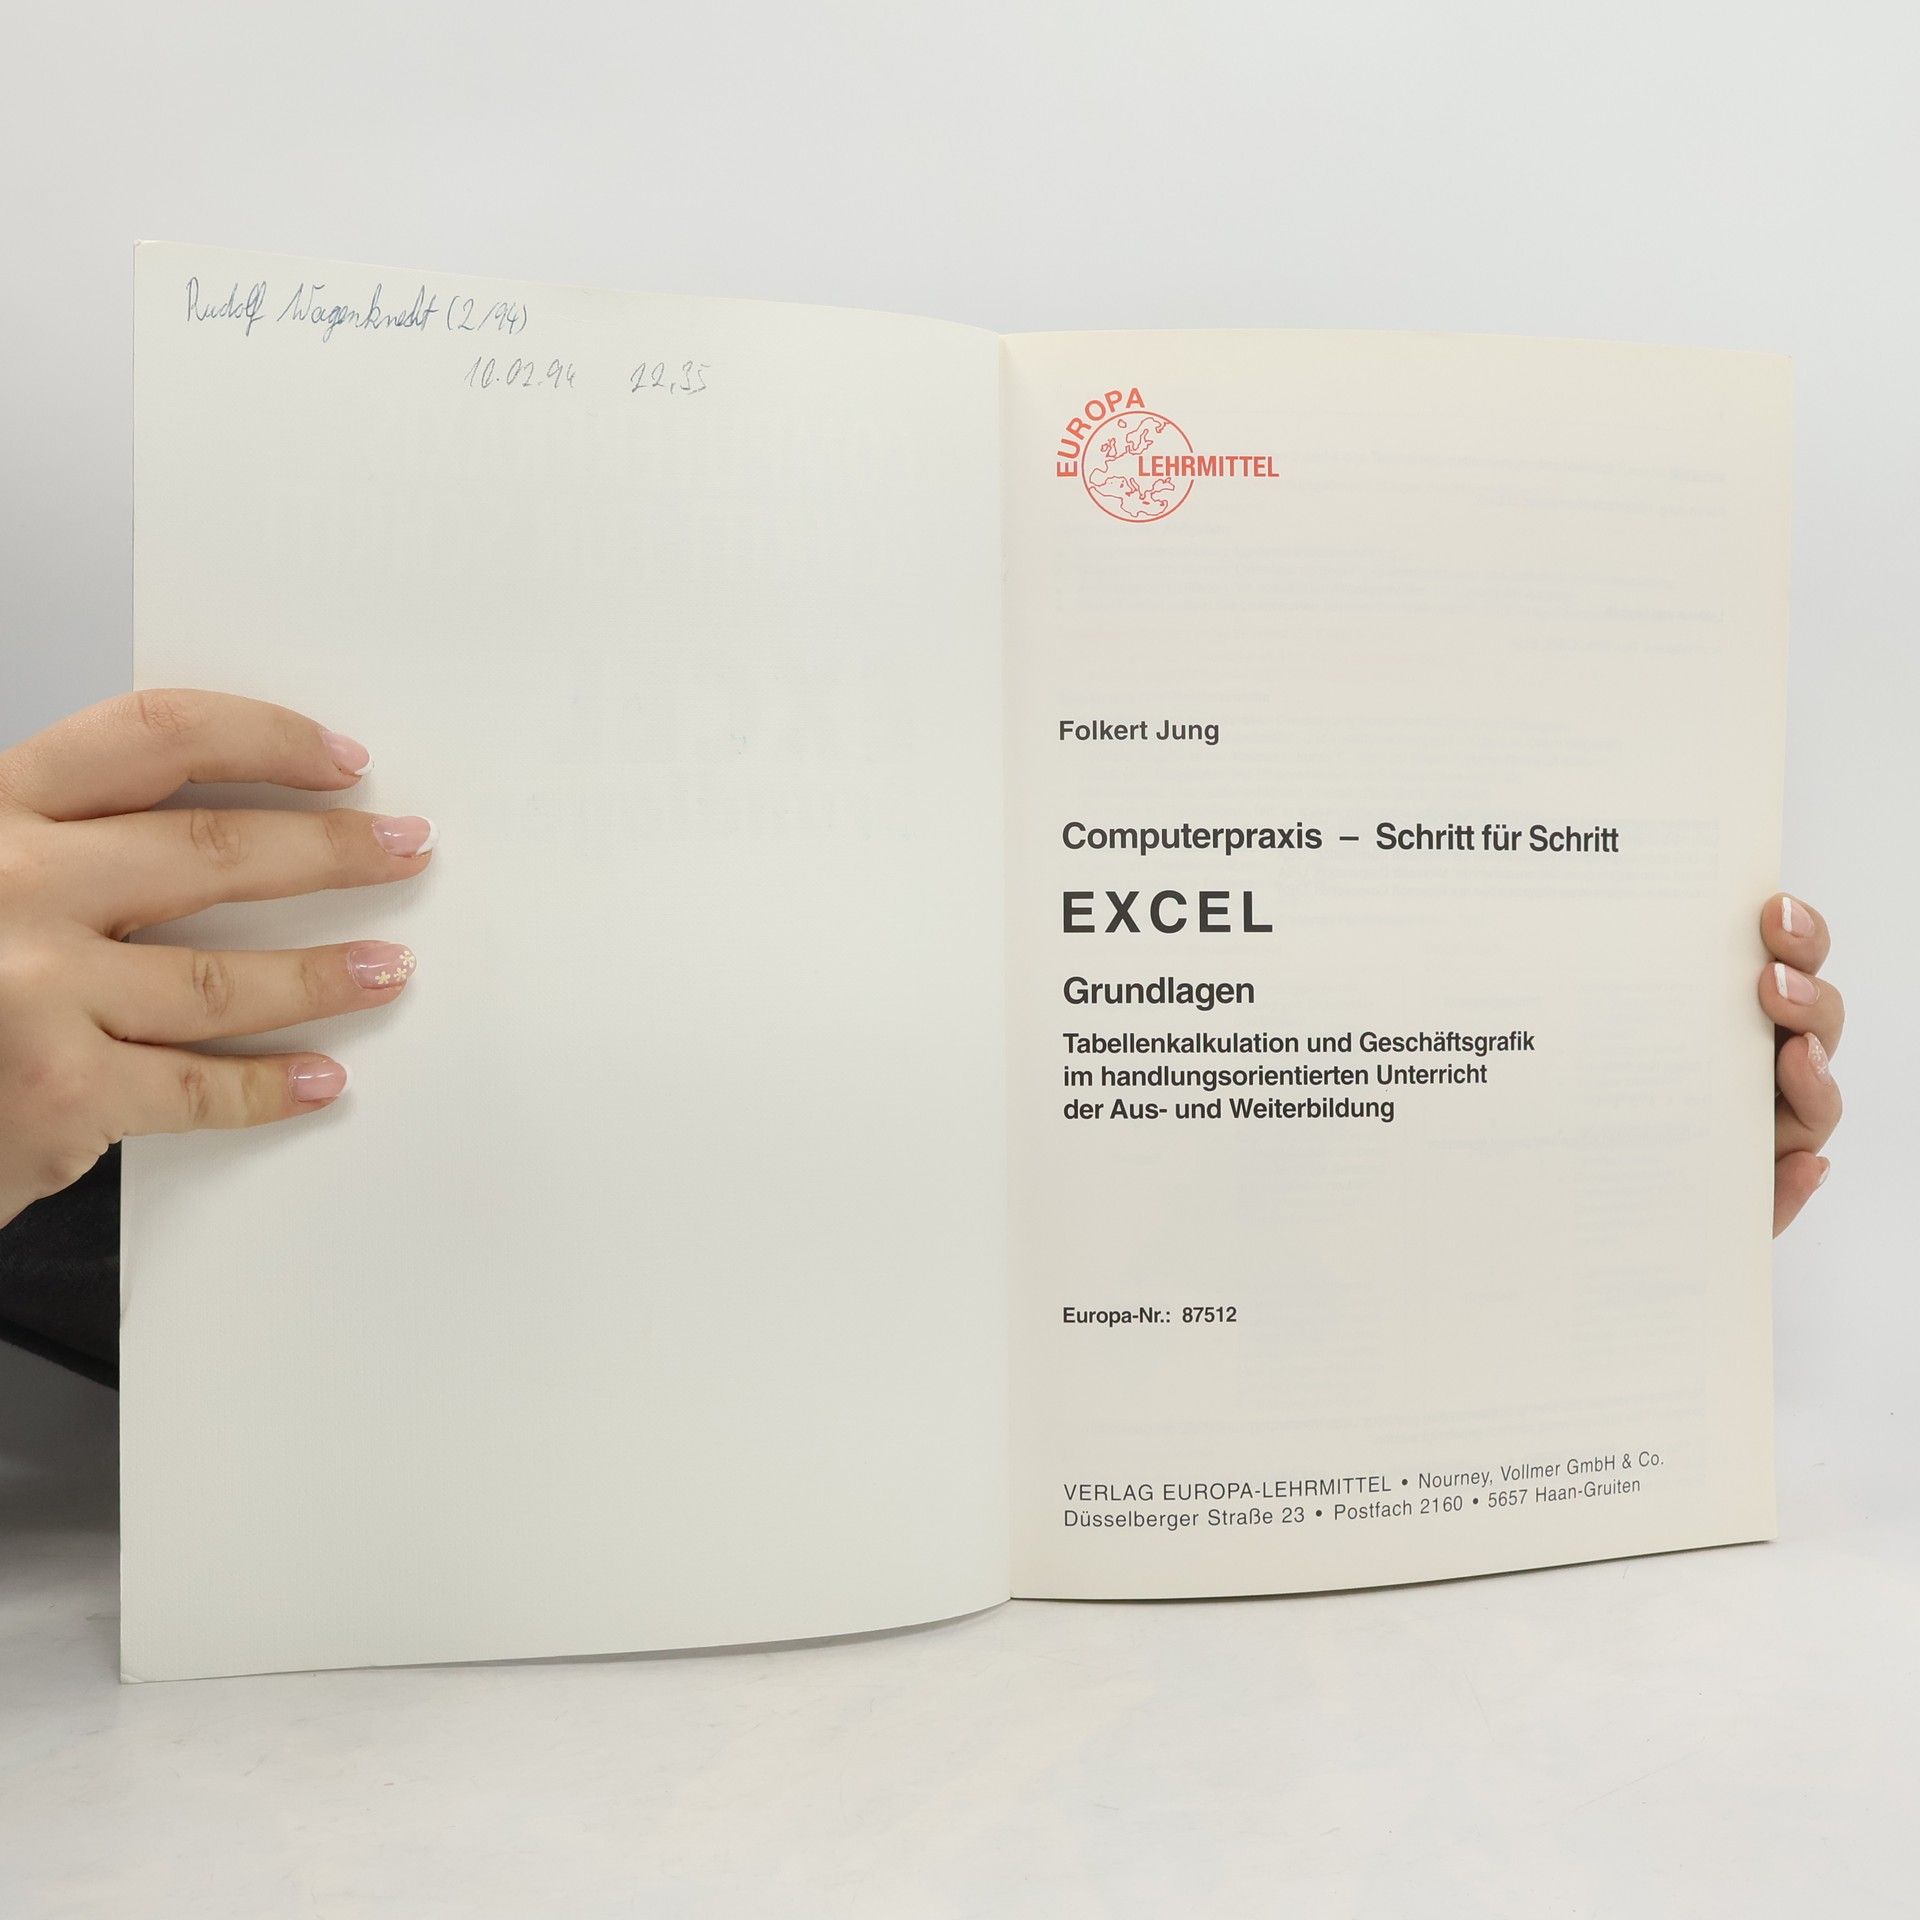 Rudolf Wagenknecht (2/94)
10.02.94 22,35
EUROPA
LEHRMITTEL
Folkert Jung
Computerpraxis – Schritt für Schritt
EXCEL
Grundlagen
Tabellenkalkulation und Geschäftsgrafik
im handlungsorientierten Unterricht
der Aus- und Weiterbildung
Europa-Nr.: 87512
VERLAG EUROPA-LEHRMITTEL • Nourney, Vollmer GmbH & Co.
Düsselberger Straße 23 • Postfach 2160 • 5657 Haan-Gruiten